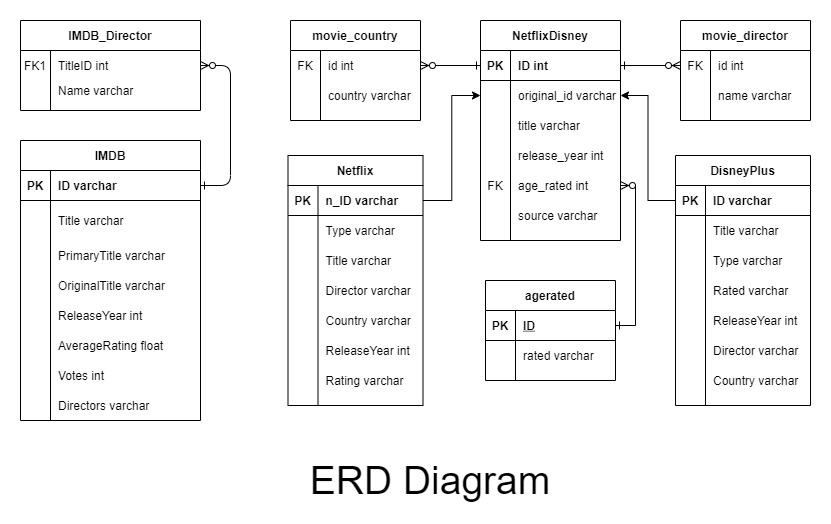 IMDB_Director
FK1 TitleID int
Name varchar
IMDB
PK ID varchar
Title varchar
PrimaryTitle varchar
OriginalTitle varchar
ReleaseYear int
AverageRating float
Votes int
Directors varchar
movie_country
FK id int
country varchar
Netflix
PK n_ID varchar
Type varchar
Title varchar
Director varchar
Country varchar
ReleaseYear int
Rating varchar
NetflixDisney
PK ID int
original_id varchar
title varchar
release_year int
FK age_rated int
source varchar
agerated
PK ID
rated varchar
movie_director
FK id int
name varchar
DisneyPlus
PK ID varchar
Title varchar
Type varchar
Rated varchar
ReleaseYear int
Director varchar
Country varchar
ERD Diagram